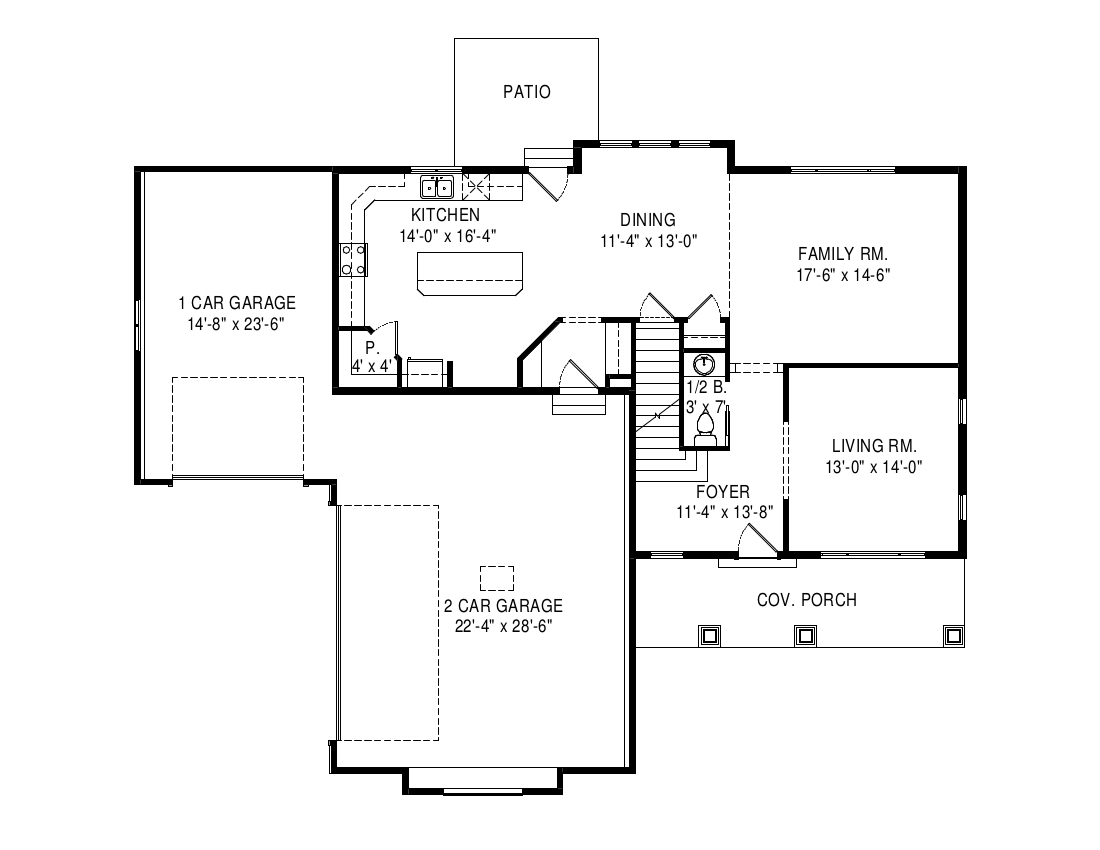 PATIO
KITCHEN
14'-0" x 16'-4"
DINING
11'-4" x 13'-0"
FAMILY RM.
17'-6" x 14-6"
1 CAR GARAGE
14'-8" x 23'-6"
P.
4' x 4'
1/2 B.
3' x 7'
LIVING RM.
13'-0" x 14'-0"
FOYER
11'-4" x 13'-8"
2 CAR GARAGE
22'-4" x 28'-6"
COV. PORCH